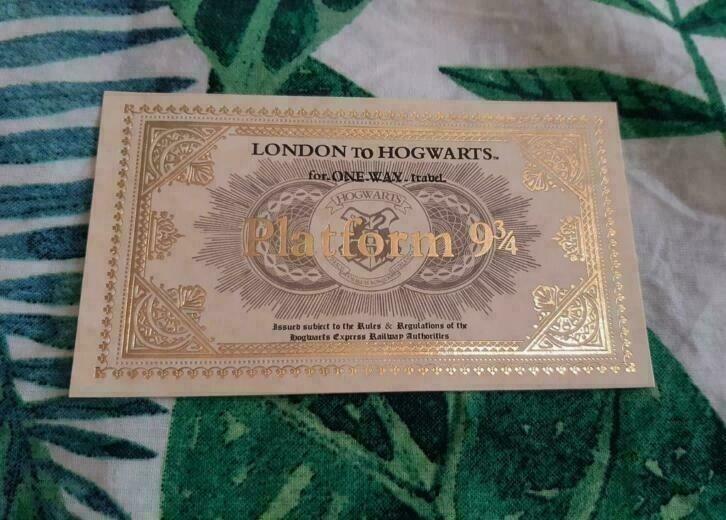 LONDON TO HOGWARTS™
for ONE WAY travel
HOGWARTS
Platform 9¾
Issued subject to the Rules & Regulations of the
Hogwarts Express Railway Authorities